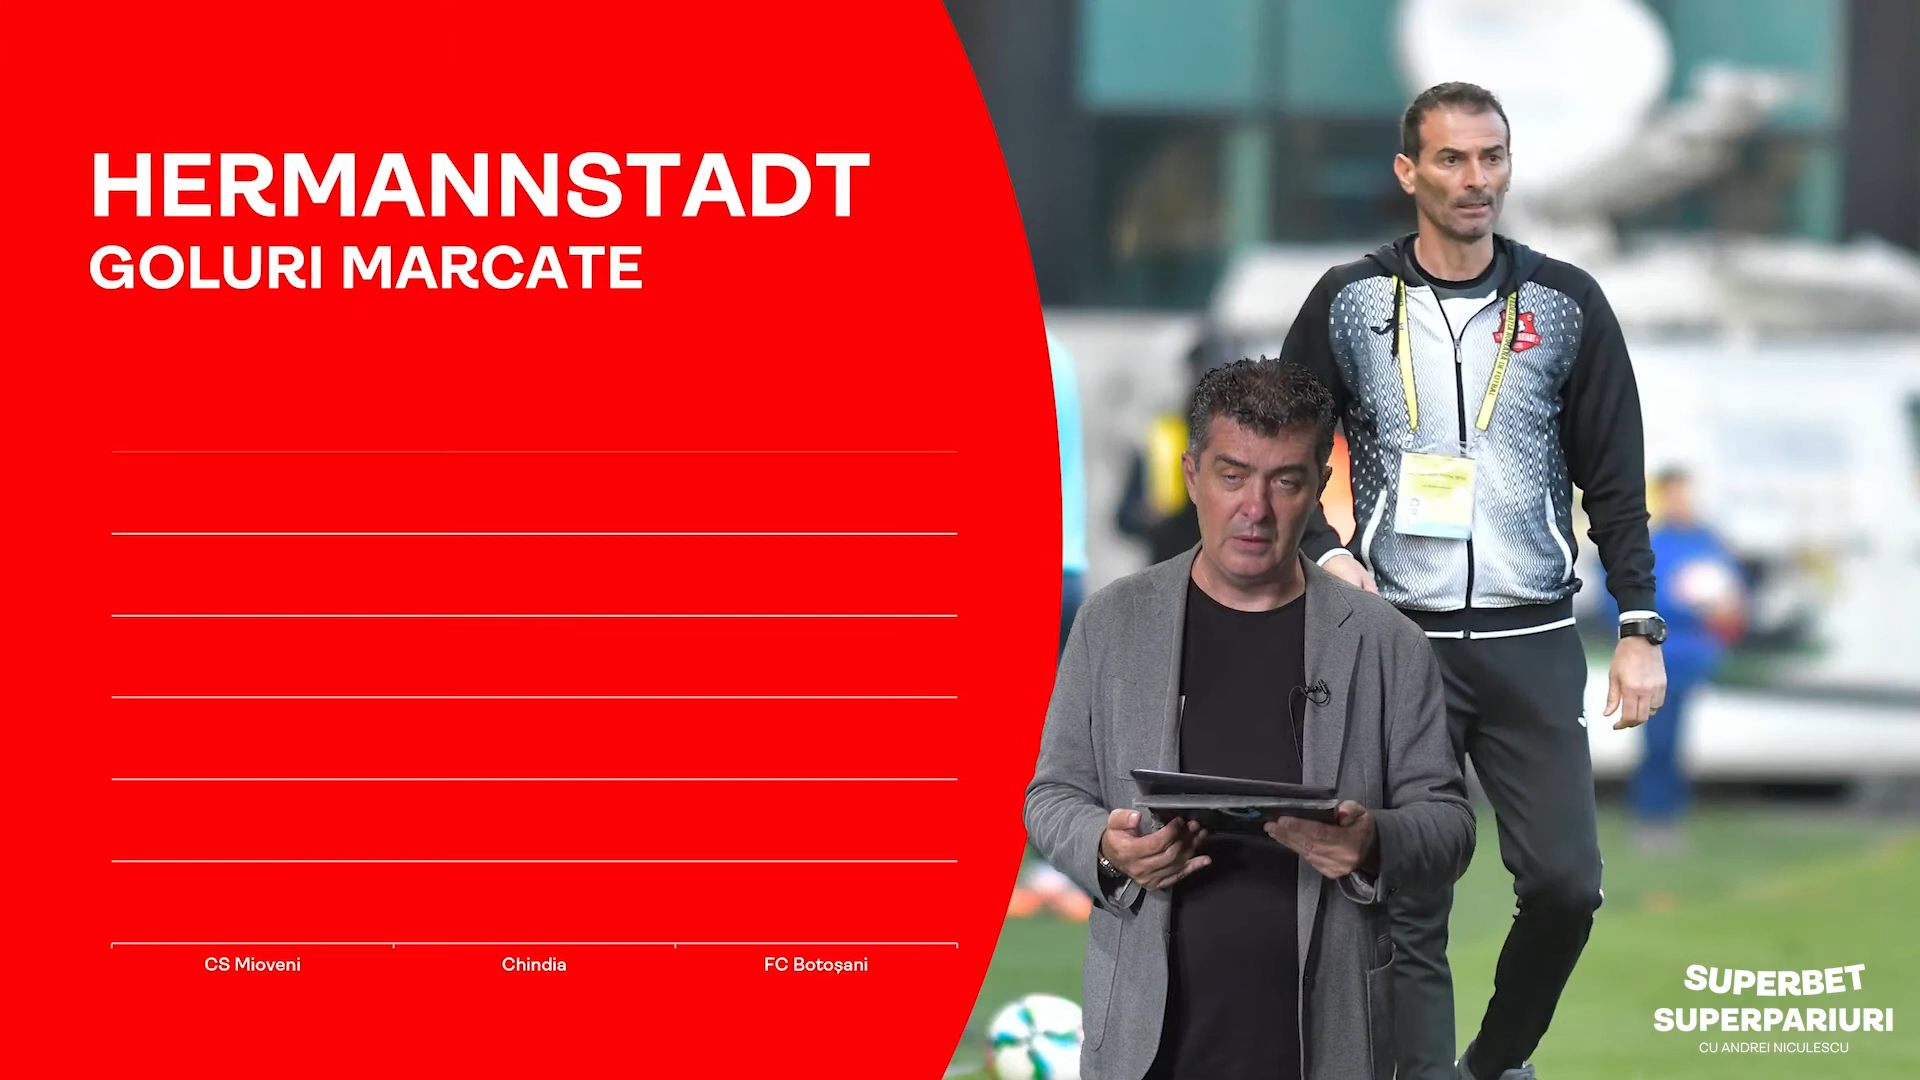 HERMANNSTADT
GOLURI MARCATE
CS Mioveni
Chindia
FC Botoșani
SUPERBET
SUPERPARIURI
CU ANDREI NICULESCU